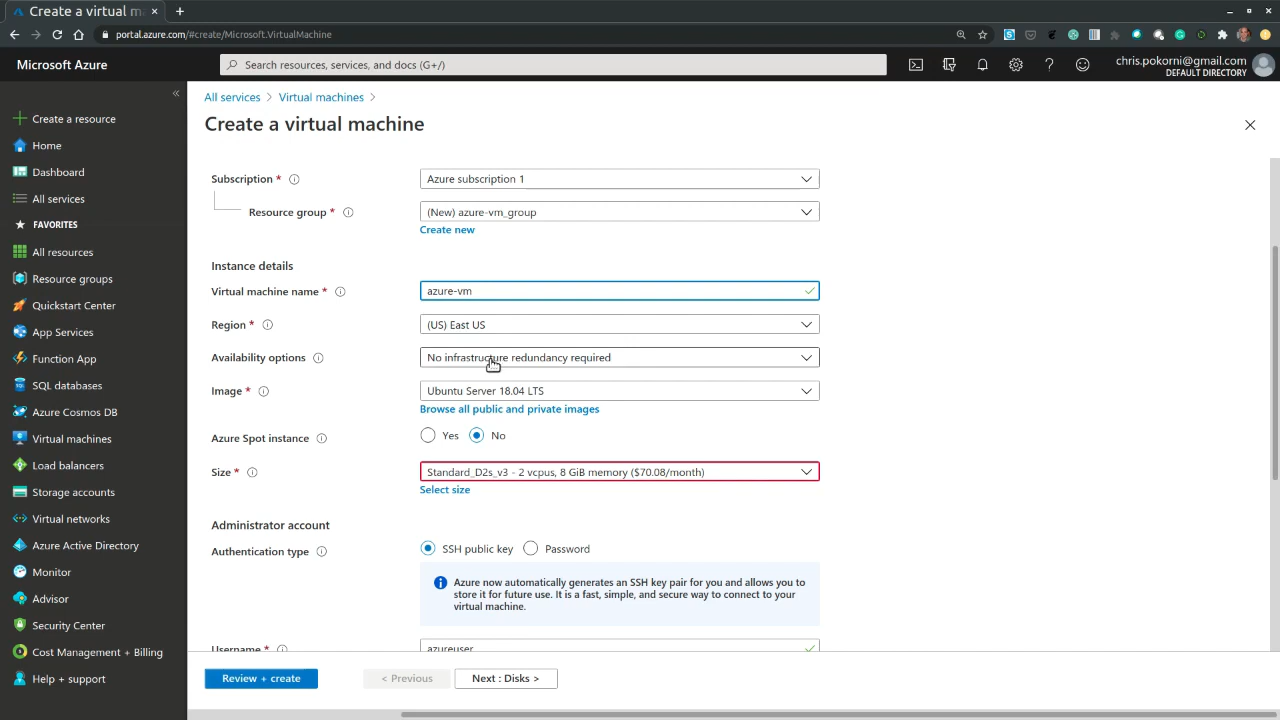 Create a virtual m
portal.azure.com/#create/Microsoft.VirtualMachine
Microsoft Azure
Search resources, services, and docs (G+/)
chris.pokorni@gmail.com
DEFAULT DIRECTORY
All services > Virtual machines >
Create a virtual machine
Create a resource
Home
Dashboard
All services
FAVORITES
All resources
Resource groups
Quickstart Center
App Services
Function App
SQL databases
Azure Cosmos DB
Virtual machines
Load balancers
Storage accounts
Virtual networks
Azure Active Directory
Monitor
Advisor
Security Center
Cost Management + Billing
Help + support
Subscription *
Azure subscription 1
Resource group *
(New) azure-vm_group
Create new
Instance details
Virtual machine name *
azure-vm
Region *
(US) East US
Availability options
No infrastructure redundancy required
Image *
Ubuntu Server 18.04 LTS
Browse all public and private images
Azure Spot instance
Yes No
Size *
Standard_D2s_v3 - 2 vcpus, 8 GiB memory ($70.08/month)
Select size
Administrator account
Authentication type
SSH public key Password
Azure now automatically generates an SSH key pair for you and allows you to
store it for future use. It is a fast, simple, and secure way to connect to your
virtual machine.
Username *
azureuser
Review + create
< Previous
Next : Disks >